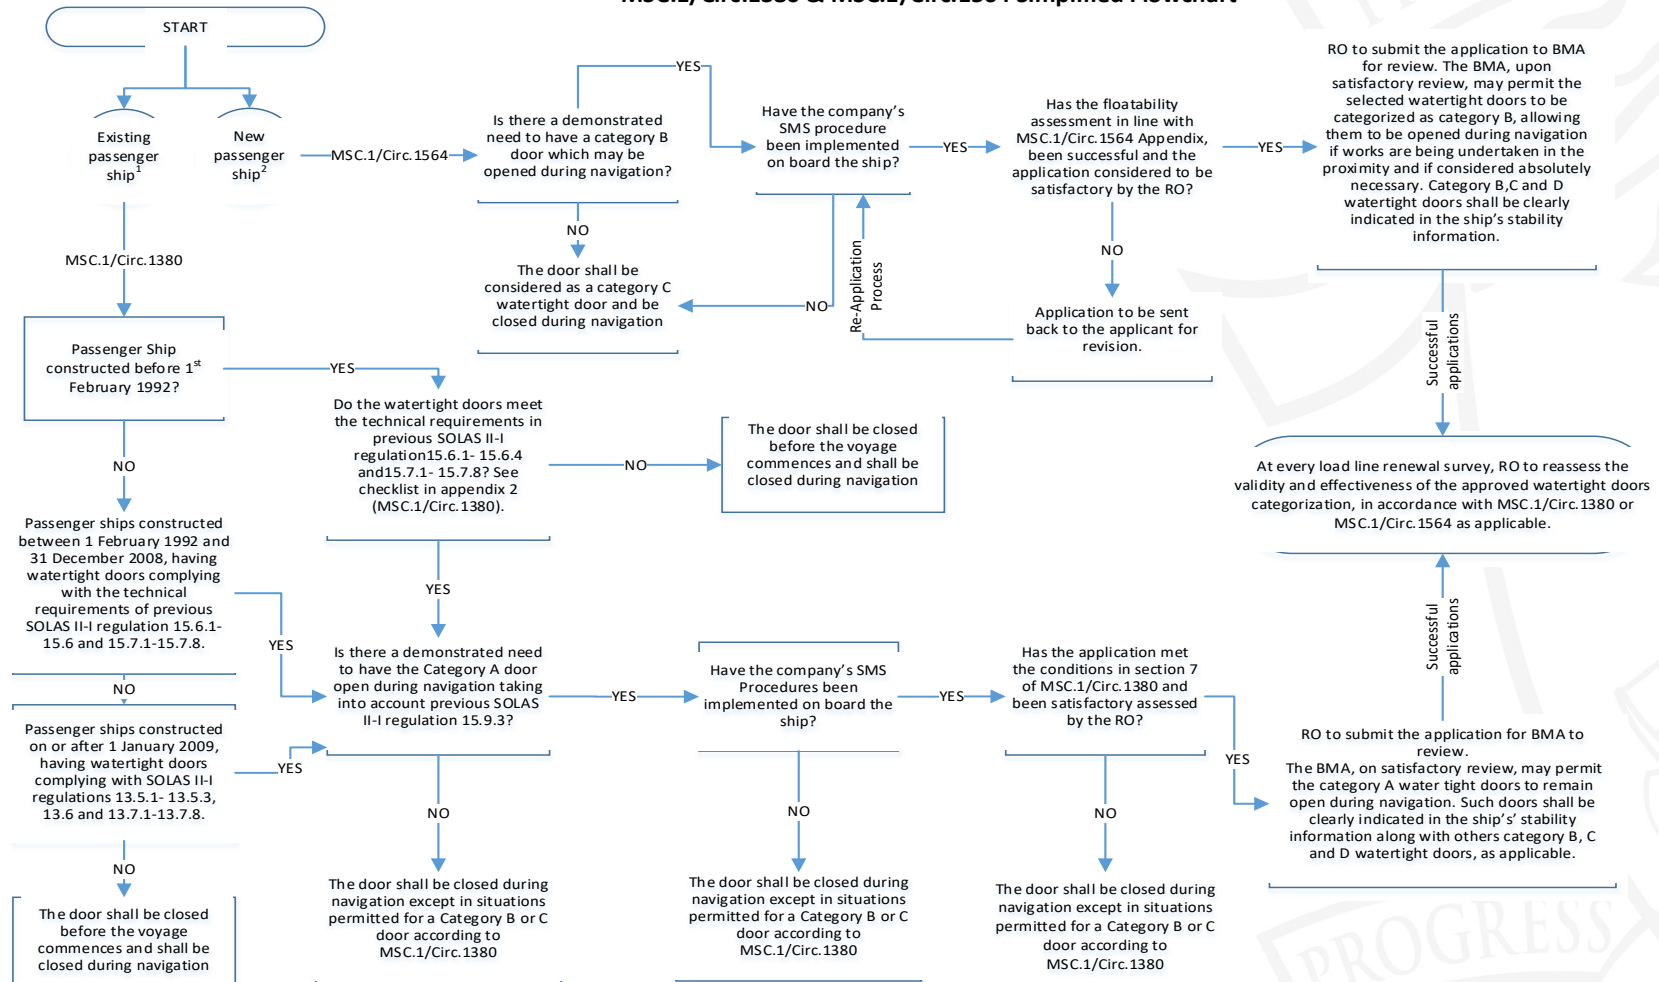 MSC.1/Circ.1380 & MSC.1/Circ.1564 Simplified Flowchart
START
Existing
passenger
ship1
New
passenger
ship2
MSC.1/Circ.1564
Is there a demonstrated
need to have a category B
door which may be
opened during navigation?
YES
Have the company's
SMS procedure
been implemented
on board the ship?
YES
Has the floatability
assessment in line with
MSC.1/Circ.1564 Appendix,
been successful and the
application considered to be
satisfactory by the RO?
YES
RO to submit the application to BMA
for review. The BMA, upon
satisfactory review, may permit the
selected watertight doors to be
categorized as category B, allowing
them to be opened during navigation
if works are being undertaken in the
proximity and if considered absolutely
necessary. Category B,C and D
watertight doors shall be clearly
indicated in the ship's stability
information.
NO
The door shall be
considered as a category C
watertight door and be
closed during navigation
NO
Re-Application
Process
NO
Application to be sent
back to the applicant for
revision.
Successful
applications
MSC.1/Circ.1380
Passenger Ship
constructed before 1st
February 1992?
YES
Do the watertight doors meet
the technical requirements in
previous SOLAS II-I
regulation15.6.1- 15.6.4
and15.7.1- 15.7.8? See
checklist in appendix 2
(MSC.1/Circ.1380).
NO
The door shall be closed
before the voyage
commences and shall be
closed during navigation
At every load line renewal survey, RO to reassess the
validity and effectiveness of the approved watertight doors
categorization, in accordance with MSC.1/Circ.1380 or
MSC.1/Circ.1564 as applicable.
NO
Passenger ships constructed
between 1 February 1992 and
31 December 2008, having
watertight doors complying
with the technical
requirements of previous
SOLAS II-I regulation 15.6.1-
15.6 and 15.7.1-15.7.8.
YES
YES
Is there a demonstrated need
to have the Category A door
open during navigation taking
into account previous SOLAS
II-I regulation 15.9.3?
YES
Have the company's SMS
Procedures been
implemented on board the
ship?
YES
Has the application met
the conditions in section 7
of MSC.1/Circ.1380 and
been satisfactory assessed
by the RO?
YES
Successful
applications
RO to submit the application for BMA to
review.
The BMA, on satisfactory review, may permit
the category A water tight doors to remain
open during navigation. Such doors shall be
clearly indicated in the ship's' stability
information along with others category B, C
and D watertight doors, as applicable.
NO
Passenger ships constructed
on or after 1 January 2009,
having watertight doors
complying with SOLAS II-I
regulations 13.5.1- 13.5.3,
13.6 and 13.7.1-13.7.8.
YES
NO
The door shall be closed
before the voyage
commences and shall be
closed during navigation
NO
The door shall be closed during
navigation except in situations
permitted for a Category B or C
door according to
MSC.1/Circ.1380
NO
The door shall be closed during
navigation except in situations
permitted for a Category B or C
door according to
MSC.1/Circ.1380
NO
The door shall be closed during
navigation except in situations
permitted for a Category B or C
door according to
MSC.1/Circ.1380
PROGRESS